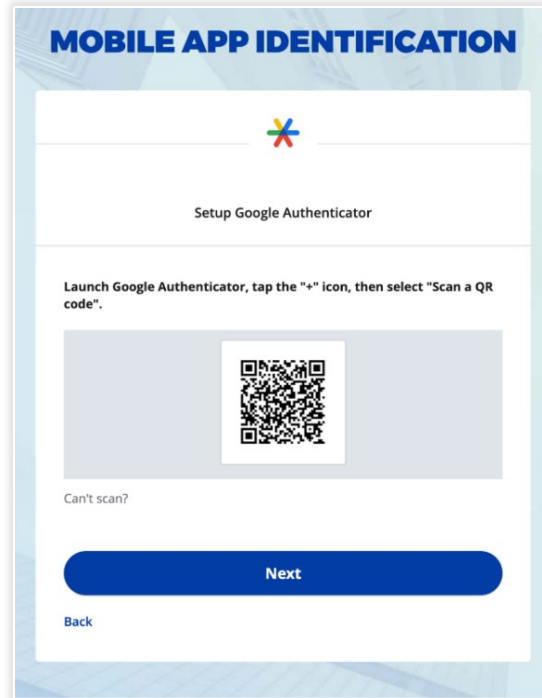 MOBILE APP IDENTIFICATION
Setup Google Authenticator
Launch Google Authenticator, tap the "+" icon, then select "Scan a QR
code".
Can't scan?
Next
Back